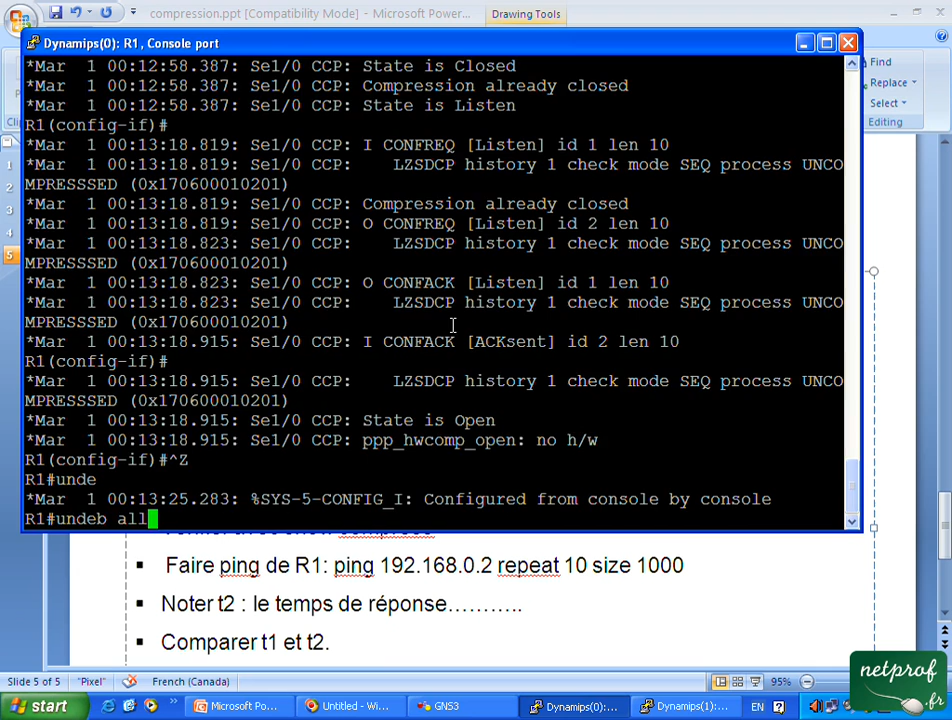 compression.ppt [Compatibility Mode] - Microsoft Power...
Drawing Tools
Dynamips(0): R1, Console port
Find
Replace
Select
Editing
*Mar  1 00:12:58.387: Se1/0 CCP: State is Closed
*Mar  1 00:12:58.387: Se1/0 CCP: Compression already closed
*Mar  1 00:12:58.387: Se1/0 CCP: State is Listen
R1(config-if)#
*Mar  1 00:13:18.819: Se1/0 CCP: I CONFREQ [Listen] id 1 len 10
*Mar  1 00:13:18.819: Se1/0 CCP:    LZSDCP history 1 check mode SEQ process UNCO
MPRESSSED (0x170600010201)
*Mar  1 00:13:18.819: Se1/0 CCP: Compression already closed
*Mar  1 00:13:18.819: Se1/0 CCP: O CONFREQ [Listen] id 2 len 10
*Mar  1 00:13:18.823: Se1/0 CCP:    LZSDCP history 1 check mode SEQ process UNCO
MPRESSSED (0x170600010201)
*Mar  1 00:13:18.823: Se1/0 CCP: O CONFACK [Listen] id 1 len 10
*Mar  1 00:13:18.823: Se1/0 CCP:    LZSDCP history 1 check mode SEQ process UNCO
MPRESSSED (0x170600010201)
*Mar  1 00:13:18.915: Se1/0 CCP: I CONFACK [ACKsent] id 2 len 10
R1(config-if)#
*Mar  1 00:13:18.915: Se1/0 CCP:    LZSDCP history 1 check mode SEQ process UNCO
MPRESSSED (0x170600010201)
*Mar  1 00:13:18.915: Se1/0 CCP: State is Open
*Mar  1 00:13:18.915: Se1/0 CCP: ppp_hwcomp_open: no h/w
R1(config-if)#^Z
R1#unde
*Mar  1 00:13:25.283: %SYS-5-CONFIG_I: Configured from console by console
R1#undeb all
1
2
3
4
5
▪ Faire ping de R1: ping 192.168.0.2 repeat 10 size 1000
▪ Noter t2 : le temps de réponse………..
▪ Comparer t1 et t2.
Slide 5 of 5
"Pixel"
French (Canada)
95%
start
Microsoft Po...
Untitled - Wi...
GNS3
Dynamips(0):...
Dynamips(1):...
EN
netprof
.fr